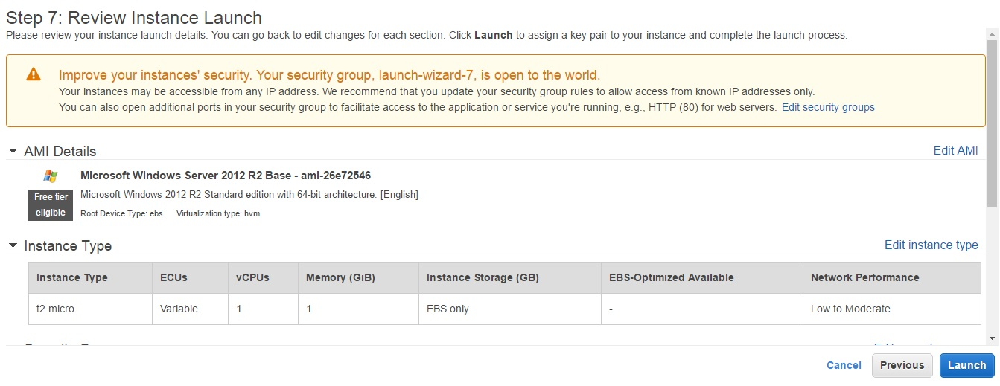 Step 7: Review Instance Launch
Please review your instance launch details. You can go back to edit changes for each section. Click Launch to assign a key pair to your instance and complete the launch process.
Improve your instances' security. Your security group, launch-wizard-7, is open to the world.
Your instances may be accessible from any IP address. We recommend that you update your security group rules to allow access from known IP addresses only.
You can also open additional ports in your security group to facilitate access to the application or service you're running, e.g., HTTP (80) for web servers. Edit security groups
AMI Details Edit AMI
Microsoft Windows Server 2012 R2 Base - ami-26e72546
Free tier eligible
Microsoft Windows 2012 R2 Standard edition with 64-bit architecture. [English]
Root Device Type: ebs Virtualization type: hvm
Instance Type Edit instance type
Instance Type ECUs vCPUs Memory (GiB) Instance Storage (GB) EBS-Optimized Available Network Performance
t2.micro Variable 1 1 EBS only - Low to Moderate
Cancel Previous Launch